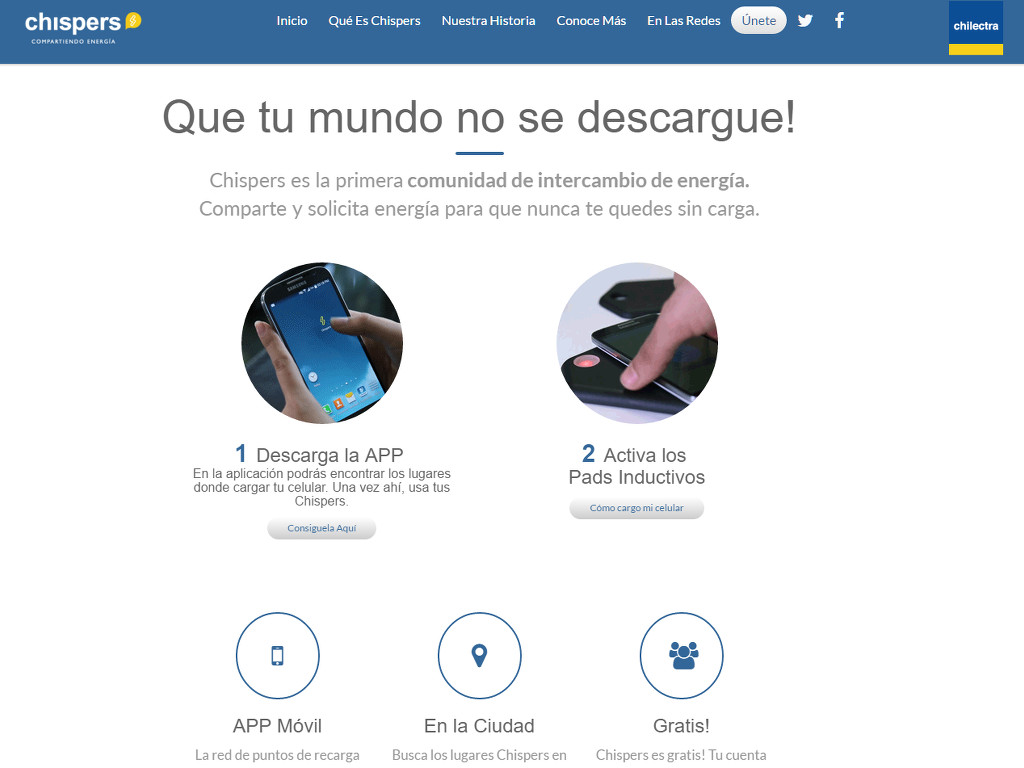 chispers
COMPARTIENDO ENERGÍA
Inicio
Qué Es Chispers
Nuestra Historia
Conoce Más
En Las Redes
Únete
chilectra
Que tu mundo no se descargue!
Chispers es la primera comunidad de intercambio de energía.
Comparte y solicita energía para que nunca te quedes sin carga.
SAMSUNG
1 Descarga la APP
En la aplicación podrás encontrar los lugares
donde cargar tu celular. Una vez ahí, usa tus
Chispers.
Consiguela Aquí
2 Activa los
Pads Inductivos
Cómo cargo mi celular
APP Móvil
La red de puntos de recarga
En la Ciudad
Busca los lugares Chispers en
Gratis!
Chispers es gratis! Tu cuenta